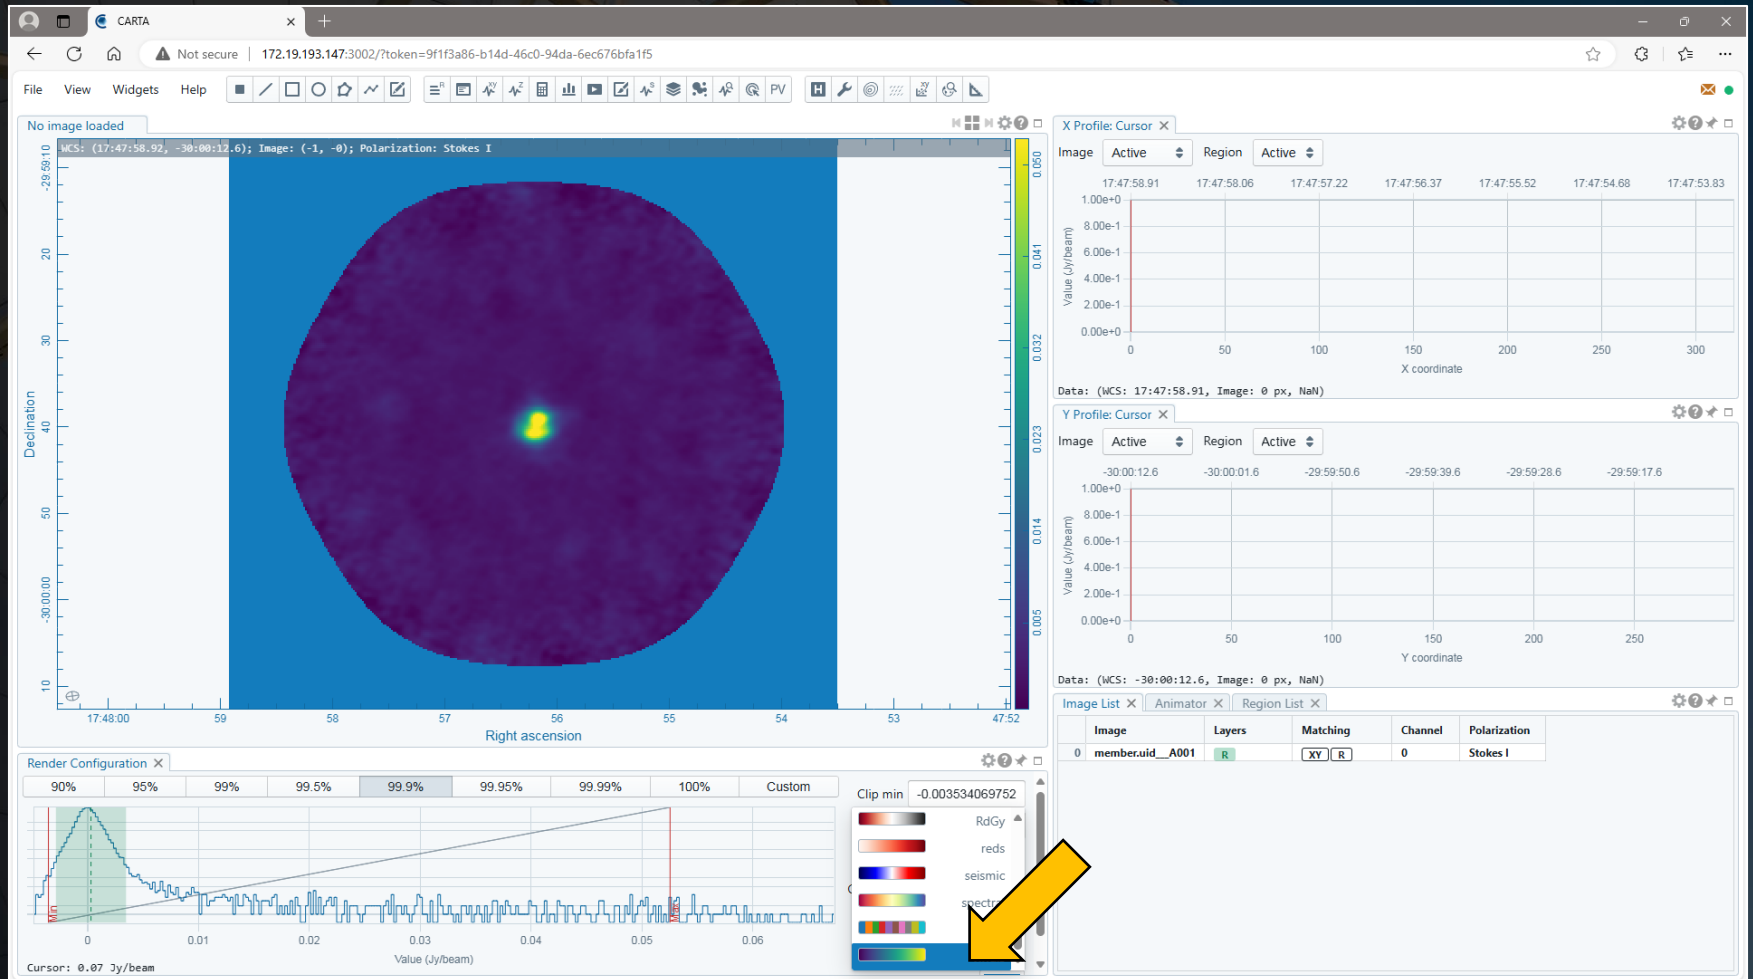 CARTA
Not secure
172.19.193.147:3002/?token=9f1f3a86-b14d-46c0-94da-6ec676bfa1f5
File View Widgets Help
R XY Z S PV
H XY
No image loaded
WCS: (17:47:58.92, -30:00:12.6); Image: (-1, -0); Polarization: Stokes I
-29:59:10
20
30
40
50
-30:00:00
10
Declination
17:48:00 59 58 57 56 55 54 53 47:52
Right ascension
0.050
0.041
0.032
0.023
0.014
0.005
X Profile: Cursor
Image Active Region Active
17:47:58.91 17:47:58.06 17:47:57.22 17:47:56.37 17:47:55.52 17:47:54.68 17:47:53.83
1.00e+0
8.00e-1
6.00e-1
4.00e-1
2.00e-1
0.00e+0
Value (Jy/beam)
0 50 100 150 200 250 300
X coordinate
Data: (WCS: 17:47:58.91, Image: 0 px, NaN)
Y Profile: Cursor
Image Active Region Active
-30:00:12.6 -30:00:01.6 -29:59:50.6 -29:59:39.6 -29:59:28.6 -29:59:17.6
1.00e+0
8.00e-1
6.00e-1
4.00e-1
2.00e-1
0.00e+0
Value (Jy/beam)
0 50 100 150 200 250
Y coordinate
Data: (WCS: -30:00:12.6, Image: 0 px, NaN)
Image List Animator Region List
Image Layers Matching Channel Polarization
0 member.uid__A001 R XY R 0 Stokes I
Render Configuration
90% 95% 99% 99.5% 99.9% 99.95% 99.99% 100% Custom
Clip min -0.003534069752
RdGy
reds
seismic
Min
Max
0 0.01 0.02 0.03 0.04 0.05 0.06
Value (Jy/beam)
Cursor: 0.07 Jy/beam